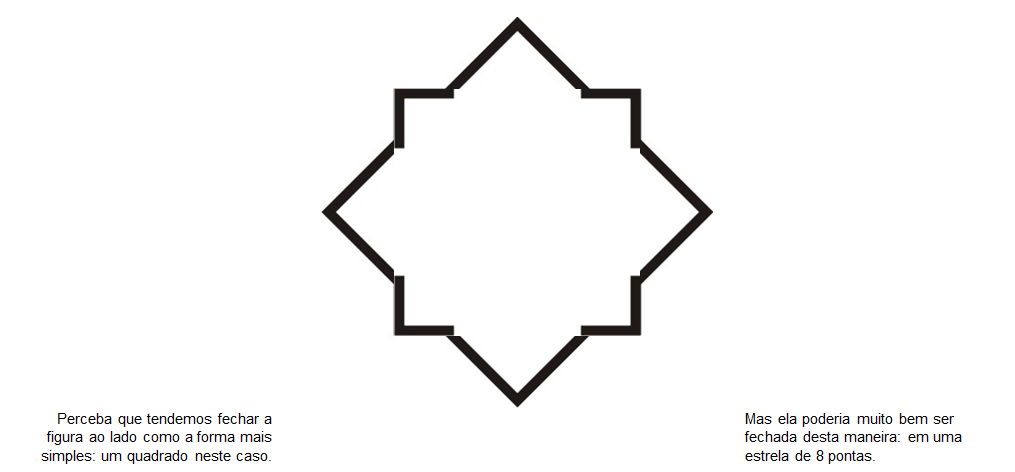 Perceba que tendemos fechar a
figura ao lado como a forma mais
simples: um quadrado neste caso.
Mas ela poderia muito bem ser
fechada desta maneira: em uma
estrela de 8 pontas.